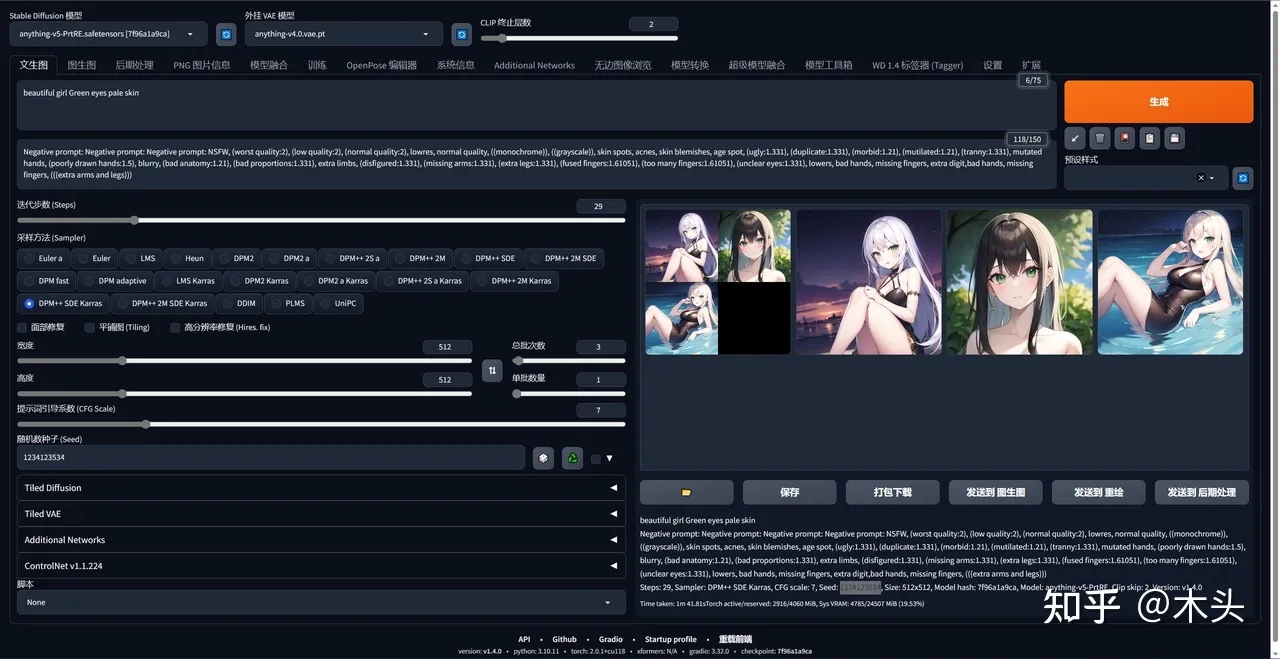 Stable Diffusion 模型
外挂 VAE 模型
CLIP 终止层数
2
anything-v5-PrtRE.safetensors [7f96a1a9ca]
anything-v4.0.vae.pt
文生图 图生图 后期处理 PNG 图片信息 模型融合 训练 OpenPose 编辑器 系统信息 Additional Networks 无边图像浏览 模型转换 超级模型融合 模型工具箱 WD 1.4 标签器 (Tagger) 设置 扩展
6/75
beautiful girl Green eyes pale skin
生成
118/150
Negative prompt: Negative prompt: Negative prompt: NSFW, (worst quality:2), (low quality:2), (normal quality:2), lowres, normal quality, ((monochrome)), ((grayscale)), skin spots, acnes, skin blemishes, age spot, (ugly:1.331), (duplicate:1.331), (morbid:1.21), (mutilated:1.21), (tranny:1.331), mutated
hands, (poorly drawn hands:1.5), blurry, (bad anatomy:1.21), (bad proportions:1.331), extra limbs, (disfigured:1.331), (missing arms:1.331), (extra legs:1.331), (fused fingers:1.61051), (too many fingers:1.61051), (unclear eyes:1.331), lowers, bad hands, missing fingers, extra digit,bad hands, missing
fingers, (((extra arms and legs)))
预设样式
迭代步数 (Steps)
29
采样方法 (Sampler)
Euler a Euler LMS Heun DPM2 DPM2 a DPM++ 2S a DPM++ 2M DPM++ SDE DPM++ 2M SDE
DPM fast DPM adaptive LMS Karras DPM2 Karras DPM2 a Karras DPM++ 2S a Karras DPM++ 2M Karras
DPM++ SDE Karras DPM++ 2M SDE Karras DDIM PLMS UniPC
面部修复 平铺图 (Tiling) 高分辨率修复 (Hires. fix)
宽度
512
总批次数
3
高度
512
单批数量
1
提示词引导系数 (CFG Scale)
7
随机数种子 (Seed)
1234123534
Tiled Diffusion
Tiled VAE
Additional Networks
ControlNet v1.1.224
脚本
None
保存 打包下载 发送到 图生图 发送到 重绘 发送到 后期处理
beautiful girl Green eyes pale skin
Negative prompt: Negative prompt: Negative prompt: Negative prompt: NSFW, (worst quality:2), (low quality:2), (normal quality:2), lowres, normal quality, ((monochrome)),
((grayscale)), skin spots, acnes, skin blemishes, age spot, (ugly:1.331), (duplicate:1.331), (morbid:1.21), (mutilated:1.21), (tranny:1.331), mutated hands, (poorly drawn hands:1.5),
blurry, (bad anatomy:1.21), (bad proportions:1.331), extra limbs, (disfigured:1.331), (missing arms:1.331), (extra legs:1.331), (fused fingers:1.61051), (too many fingers:1.61051),
(unclear eyes:1.331), lowers, bad hands, missing fingers, extra digit,bad hands, missing fingers, (((extra arms and legs)))
Steps: 29, Sampler: DPM++ SDE Karras, CFG scale: 7, Seed: 1234123534, Size: 512x512, Model hash: 7f96a1a9ca, Model: anything-v5-PrtRE, Clip skip: 2, Version: v1.4.0
Time taken: 1m 41.81sTorch active/reserved: 2916/4060 MiB, Sys VRAM: 4785/24507 MiB (19.53%)
知乎 @木头
API • Github • Gradio • Startup profile • 重载前端
version: v1.4.0 • python: 3.10.11 • torch: 2.0.1+cu118 • xformers: N/A • gradio: 3.32.0 • checkpoint: 7f96a1a9ca